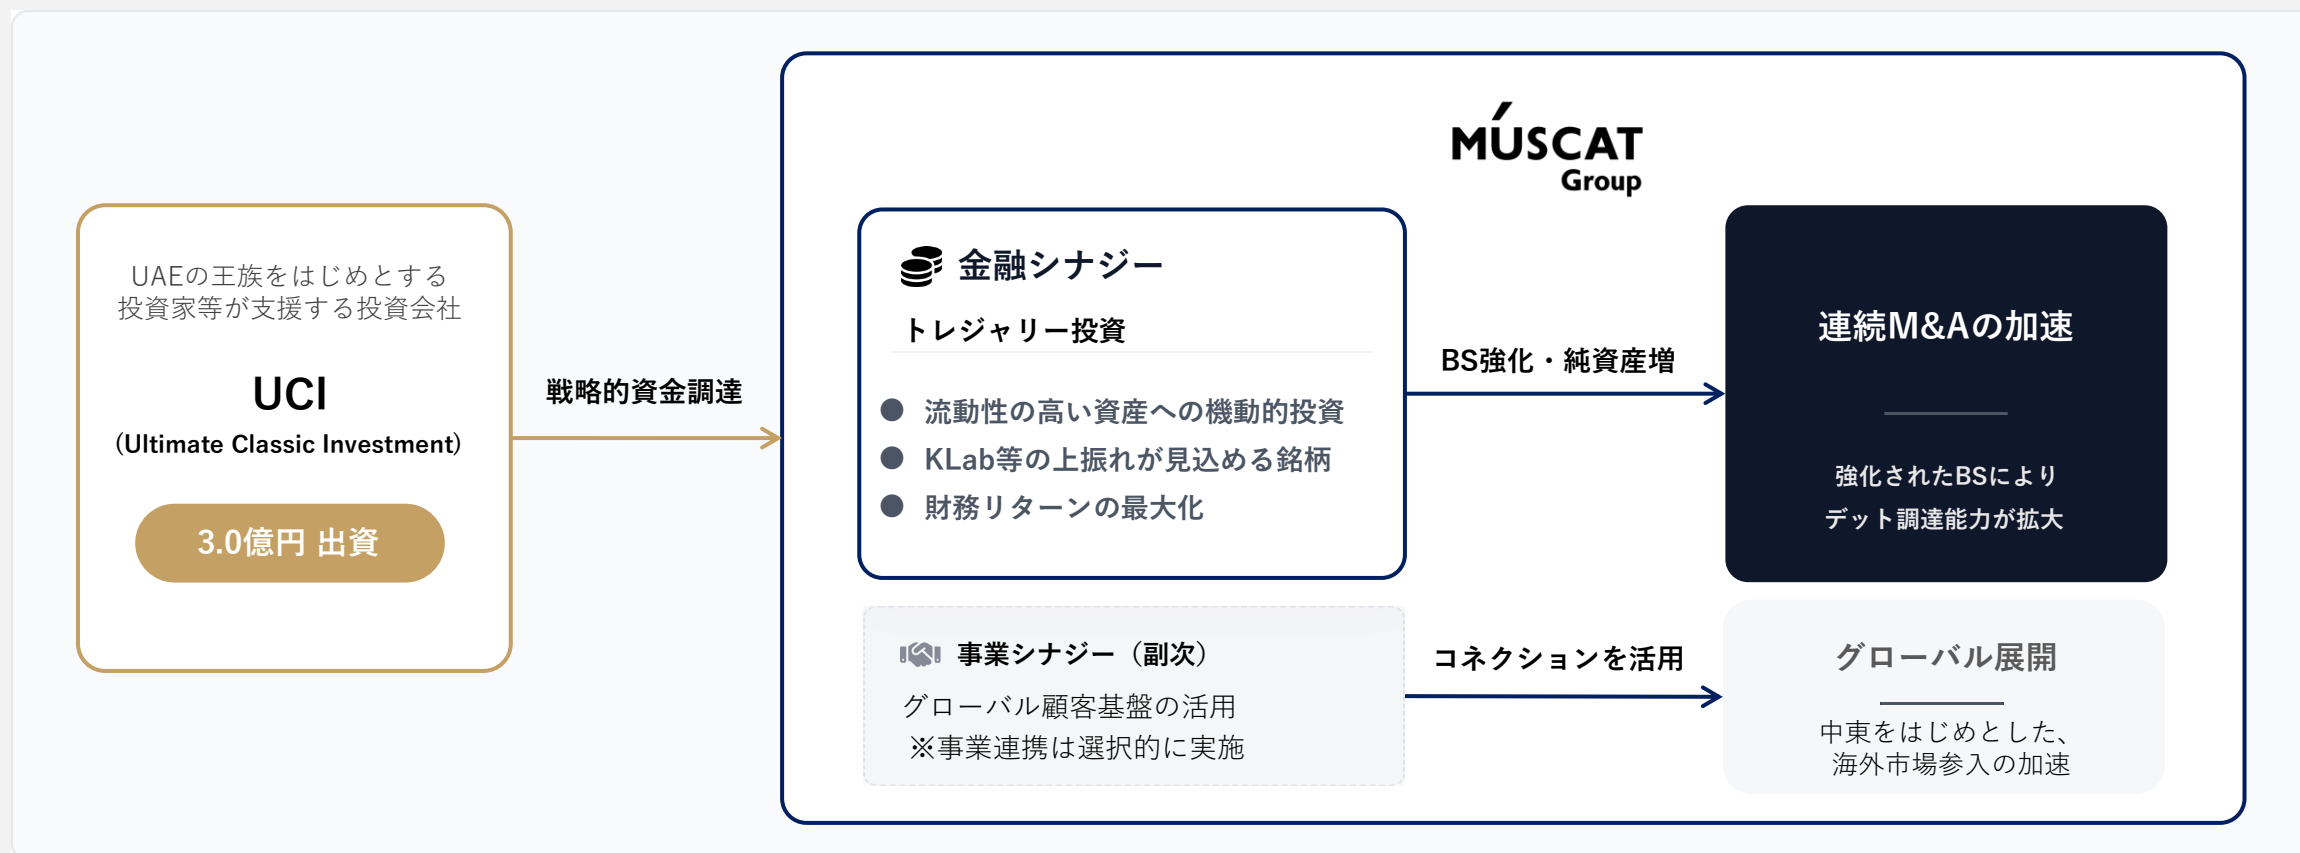 UAEの王族をはじめとする
投資家等が支援する投資会社
UCI
（Ultimate Classic Investment）
3.0億円 出資
戦略的資金調達
MÚSCAT
Group
金融シナジー
トレジャリー投資
● 流動性の高い資産への機動的投資
● KLab等の上振れが見込める銘柄
● 財務リターンの最大化
BS強化・純資産増
連続M&Aの加速
強化されたBSにより
デット調達能力が拡大
事業シナジー（副次）
グローバル顧客基盤の活用
※事業連携は選択的に実施
コネクションを活用
グローバル展開
中東をはじめとした、
海外市場参入の加速